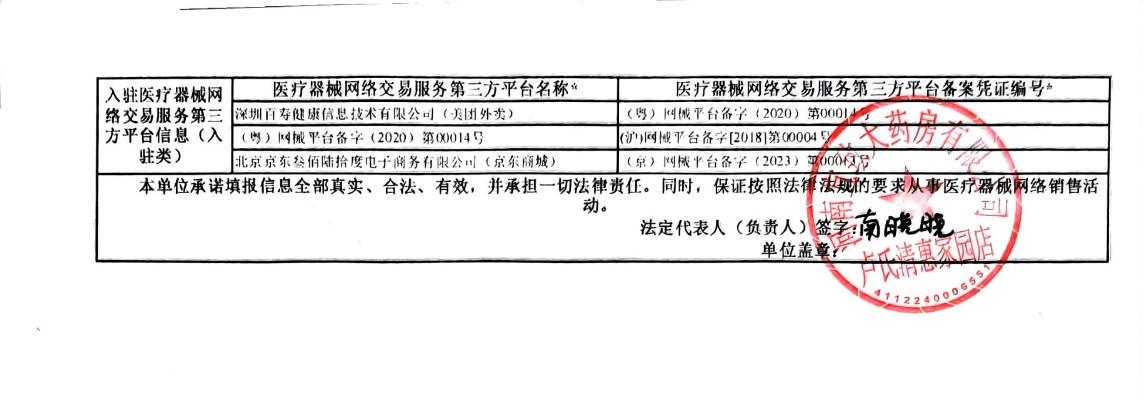 入驻医疗器械网络交易服务第三方平台信息（入驻类）
医疗器械网络交易服务第三方平台名称* 医疗器械网络交易服务第三方平台备案凭证编号*
深圳百寿健康信息技术有限公司（美团外卖） （粤）网械平台备字（2020）第00014号
（粤）网械平台备字（2020）第00014号 (沪)网械平台备字[2018]第00004号
北京京东叁佰陆拾度电子商务有限公司（京东商城） （京）网械平台备字（2023）第000
本单位承诺填报信息全部真实、合法、有效，并承担一切法律责任。同时，保证按照法律法规的要求从事医疗器械网络销售活
动。
法定代表人（负责人）签字：南晓晓
单位盖章：
河南 大药房有限公司
卢氏清惠家园店
4112240006551